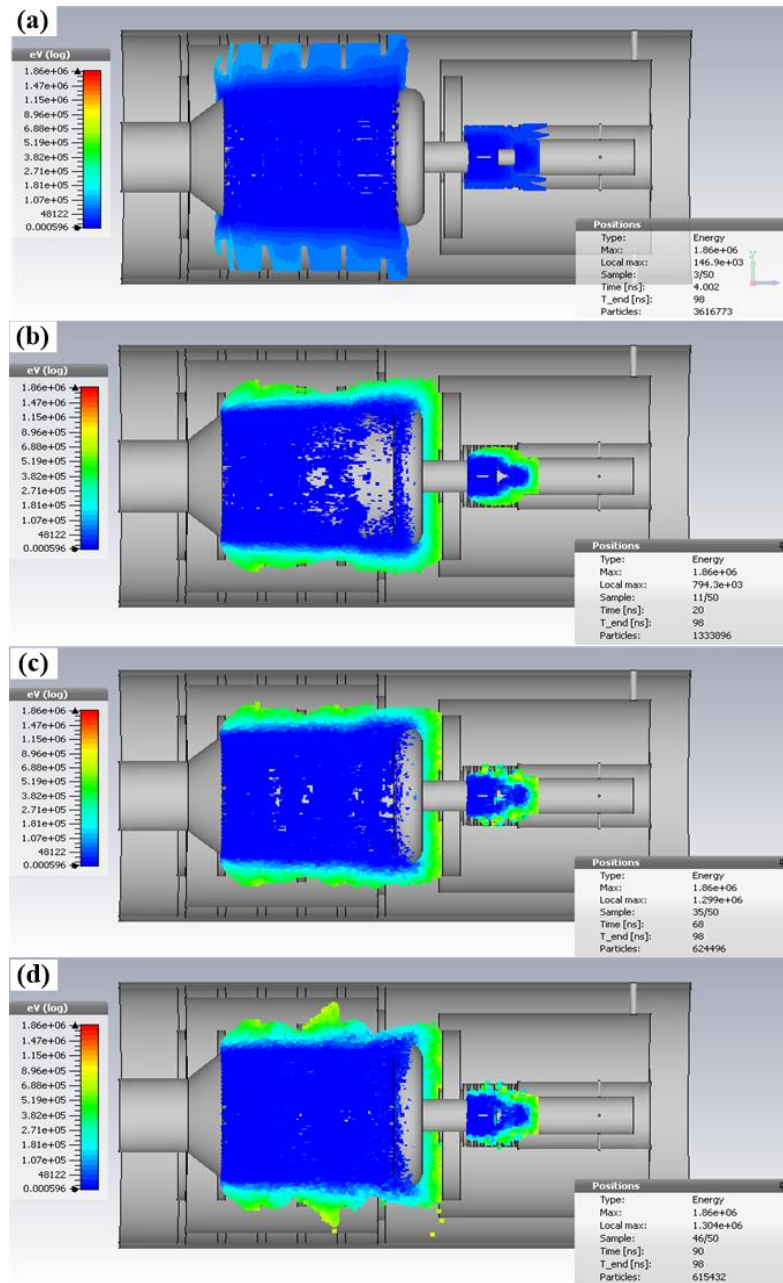 (a)
eV (log)
1.86e+06
1.47e+06
1.15e+06
8.96e+05
6.88e+05
5.19e+05
3.82e+05
2.71e+05
1.81e+05
1.07e+05
48122
0.000596
Positions
Type: Energy
Max: 1.86e+06
Local max: 146.9e+03
Sample: 3/50
Time [ns] 4.002
T_end [ns]: 98
Particles: 3616773
Y
(b)
eV (log)
1.86e+06
1.47e+06
1.15e+06
8.96e+05
6.88e+05
5.19e+05
3.82e+05
2.71e+05
1.81e+05
1.07e+05
48122
0.000596
Positions
Type: Energy
Max: 1.86e+06
Local max: 794.3e+03
Sample: 11/50
Time [ns]: 20
T_end [ns]: 98
Particles: 1333896
(c)
eV (log)
1.86e+06
1.47e+06
1.15e+06
8.96e+05
6.88e+05
5.19e+05
3.82e+05
2.71e+05
1.81e+05
1.07e+05
48122
0.000596
Positions
Type: Energy
Max: 1.86e+06
Local max: 1.299e+06
Sample: 35/50
Time [ns]: 68
T_end [ns]: 98
Particles: 624496
(d)
eV (log)
1.86e+06
1.47e+06
1.15e+06
8.96e+05
6.88e+05
5.19e+05
3.82e+05
2.71e+05
1.81e+05
1.07e+05
48122
0.000596
Positions
Type: Energy
Max: 1.86e+06
Local max: 1.304e+06
Sample: 46/50
Time [ns]: 90
T_end [ns]: 98
Particles: 615432